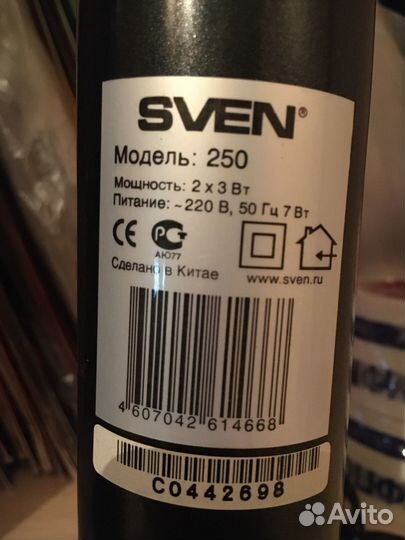 SVEN®
Модель: 250
Мощность: 2 x 3 Вт
Питание: ~220 В, 50 Гц 7 Вт
CE PC
АЮ77
Сделано в Китае
www.sven.ru
4 607042 614668
C0442698
Avito